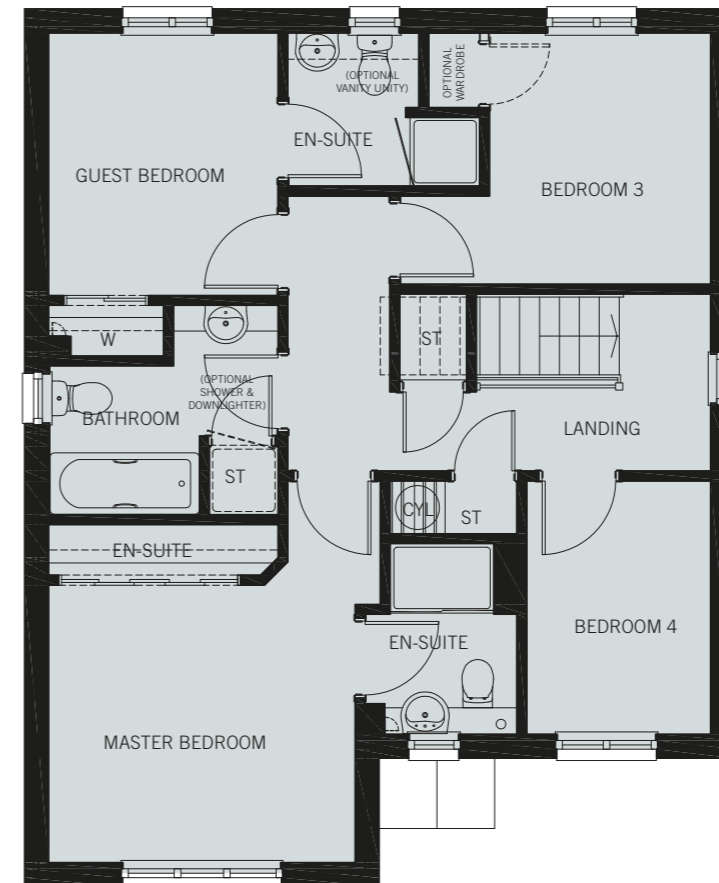 (OPTIONAL
VANITY UNITY)
OPTIONAL
WARDROBE
EN-SUITE
GUEST BEDROOM
BEDROOM 3
W
ST
(OPTIONAL
SHOWER &
DOWNLIGHTER)
BATHROOM
LANDING
ST
CYL
ST
EN-SUITE
BEDROOM 4
EN-SUITE
MASTER BEDROOM